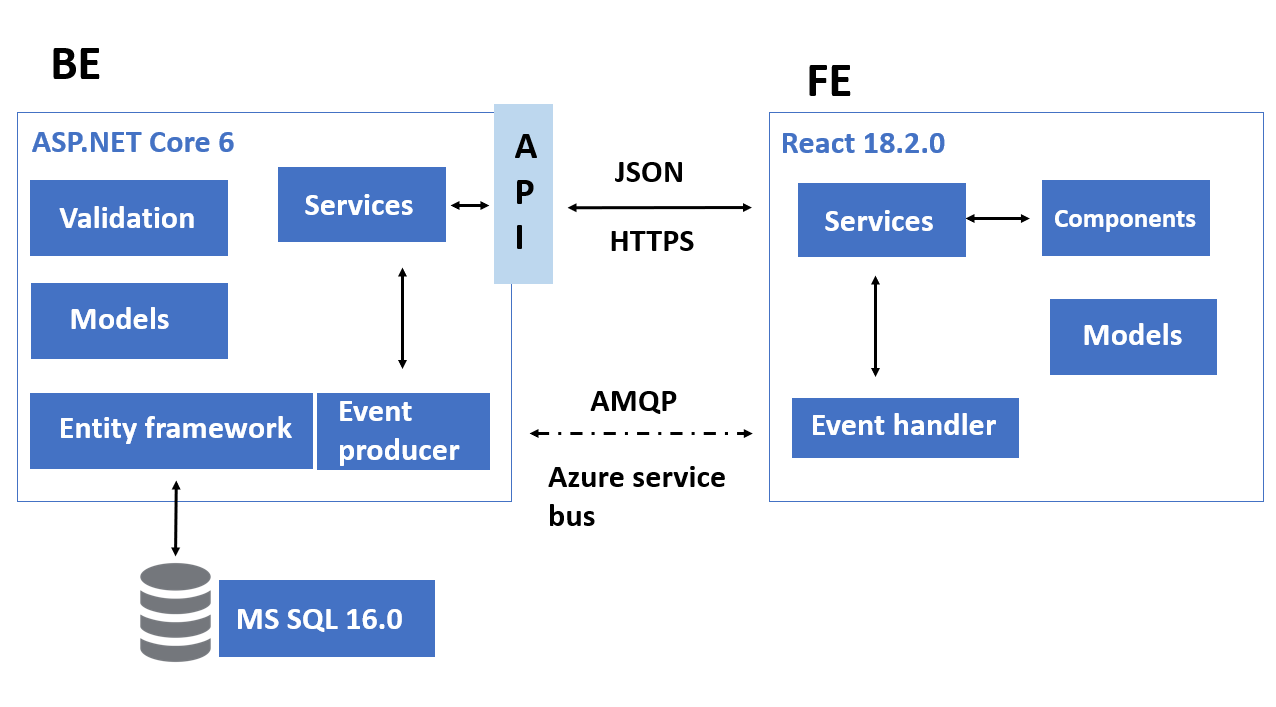 BE
ASP.NET Core 6
Validation
Services
Models
Entity framework
Event
producer
MS SQL 16.0
A
P
I
JSON
HTTPS
AMQP
Azure service
bus
FE
React 18.2.0
Services
Components
Models
Event handler